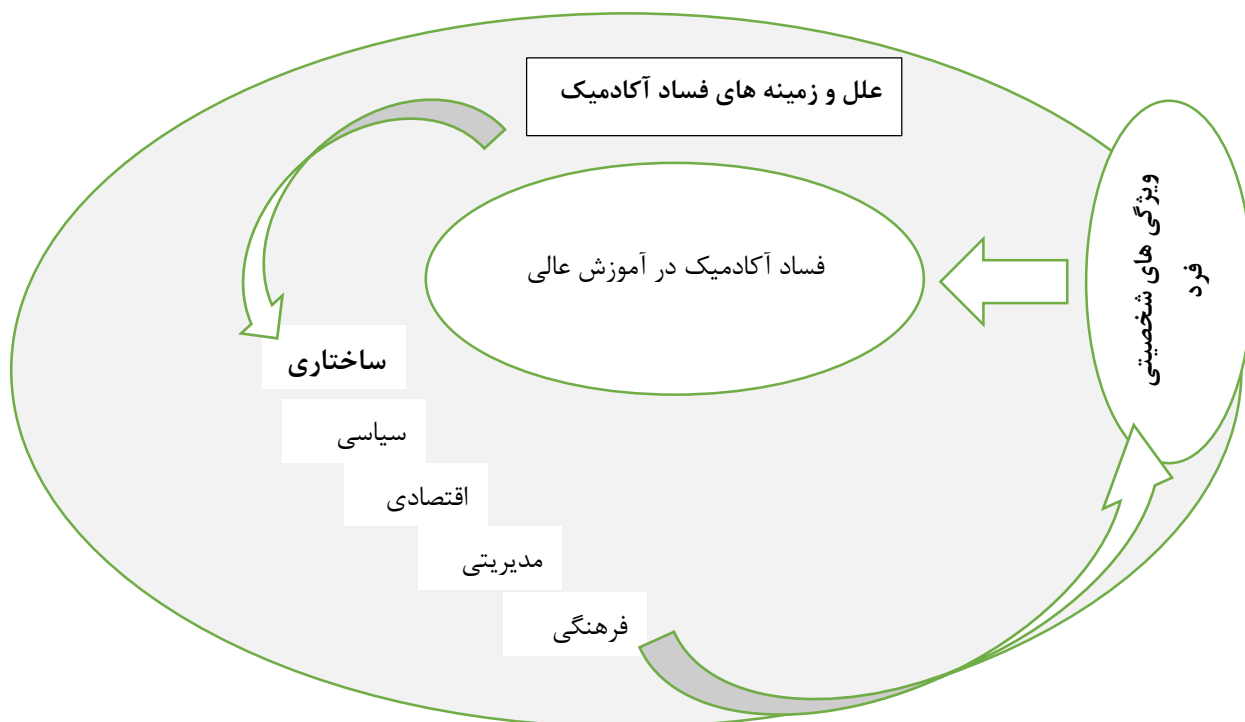 علل و زمینه های فساد آکادمیک
ویژگی های شخصیتی
فرد
فساد آکادمیک در آموزش عالی
ساختاری
سیاسی
اقتصادی
مدیریتی
فرهنگی